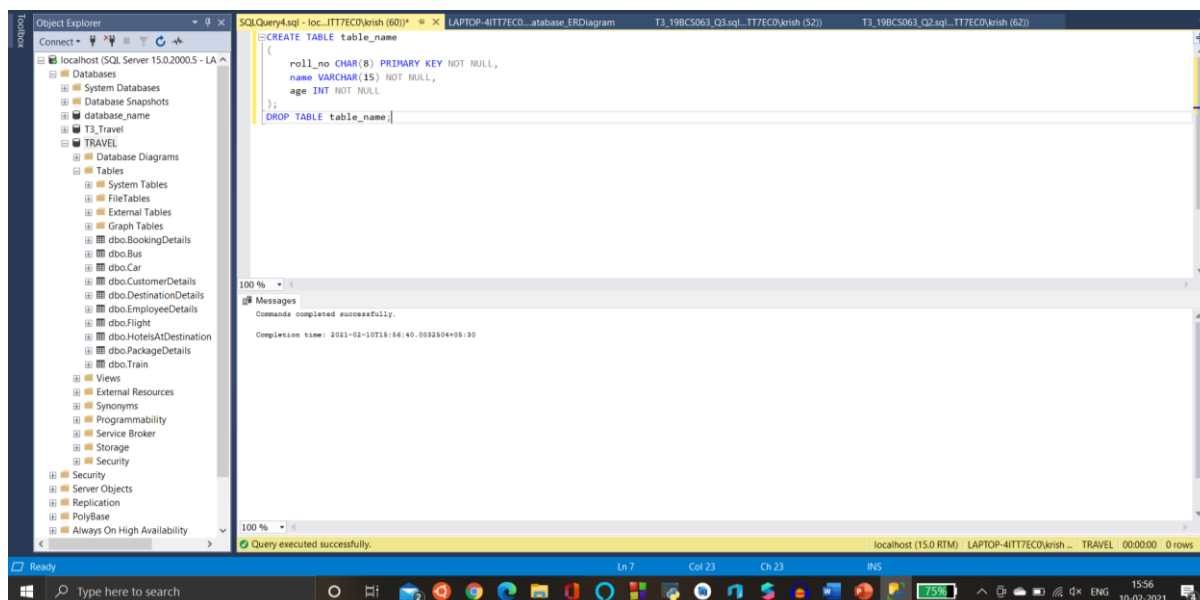 Toolbox
Object Explorer
Connect
localhost (SQL Server 15.0.2000.5 - LA
Databases
System Databases
Database Snapshots
database_name
T3_Travel
TRAVEL
Database Diagrams
Tables
System Tables
FileTables
External Tables
Graph Tables
dbo.BookingDetails
dbo.Bus
dbo.Car
dbo.CustomerDetails
dbo.DestinationDetails
dbo.EmployeeDetails
dbo.Flight
dbo.HotelsAtDestination
dbo.PackageDetails
dbo.Train
Views
External Resources
Synonyms
Programmability
Service Broker
Storage
Security
Security
Server Objects
Replication
PolyBase
Always On High Availability
SQLQuery4.sql - loc...ITT7EC0\krish (60))* LAPTOP-4ITT7EC0....atabase_ERDiagram T3_19BCS063_Q3.sql...TT7EC0\krish (52)) T3_19BCS063_Q2.sql...TT7EC0\krish (62))
CREATE TABLE table_name
(
roll_no CHAR(8) PRIMARY KEY NOT NULL,
name VARCHAR(15) NOT NULL,
age INT NOT NULL
);
DROP TABLE table_name;
100 %
Messages
Commands completed successfully.
Completion time: 2021-02-10T15:56:40.0032504+05:30
100 %
Query executed successfully. localhost (15.0 RTM) LAPTOP-4ITT7EC0\krish ... TRAVEL 00:00:00 0 rows
Ready Ln 7 Col 23 Ch 23 INS
Type here to search 75% ENG 15:56
10-02-2021